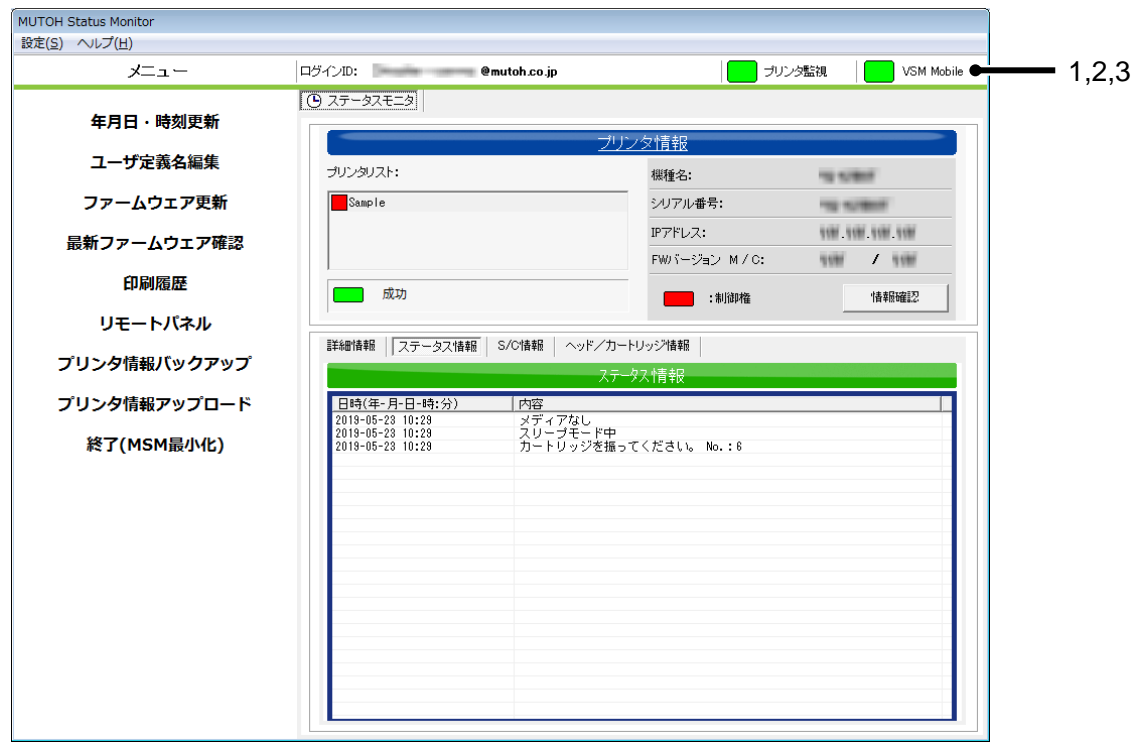 MUTOH Status Monitor
設定(S) ヘルプ(H)
メニュー
ログインID: @mutoh.co.jp プリンタ監視 VSM Mobile
1,2,3
年月日・時刻更新
ユーザ定義名編集
ファームウェア更新
最新ファームウェア確認
印刷履歴
リモートパネル
プリンタ情報バックアップ
プリンタ情報アップロード
終了(MSM最小化)
ステータスモニタ
プリンタ情報
プリンタリスト:
Sample
成功
機種名:
シリアル番号:
IPアドレス:
FWバージョン M / C: /
:制御権 情報確認
詳細情報 ステータス情報 S/C情報 ヘッド/カートリッジ情報
ステータス情報
日時(年-月-日-時:分) 内容
2019-05-23 10:29 メディアなし
2019-05-23 10:29 スリープモード中
2019-05-23 10:29 カートリッジを振ってください。 No.:6